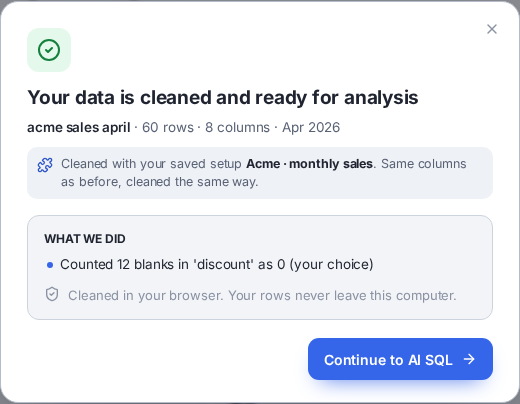 Your data is cleaned and ready for analysis
acme sales april · 60 rows · 8 columns · Apr 2026
Cleaned with your saved setup Acme · monthly sales. Same columns
as before, cleaned the same way.
WHAT WE DID
Counted 12 blanks in 'discount' as 0 (your choice)
Cleaned in your browser. Your rows never leave this computer.
Continue to AI SQL